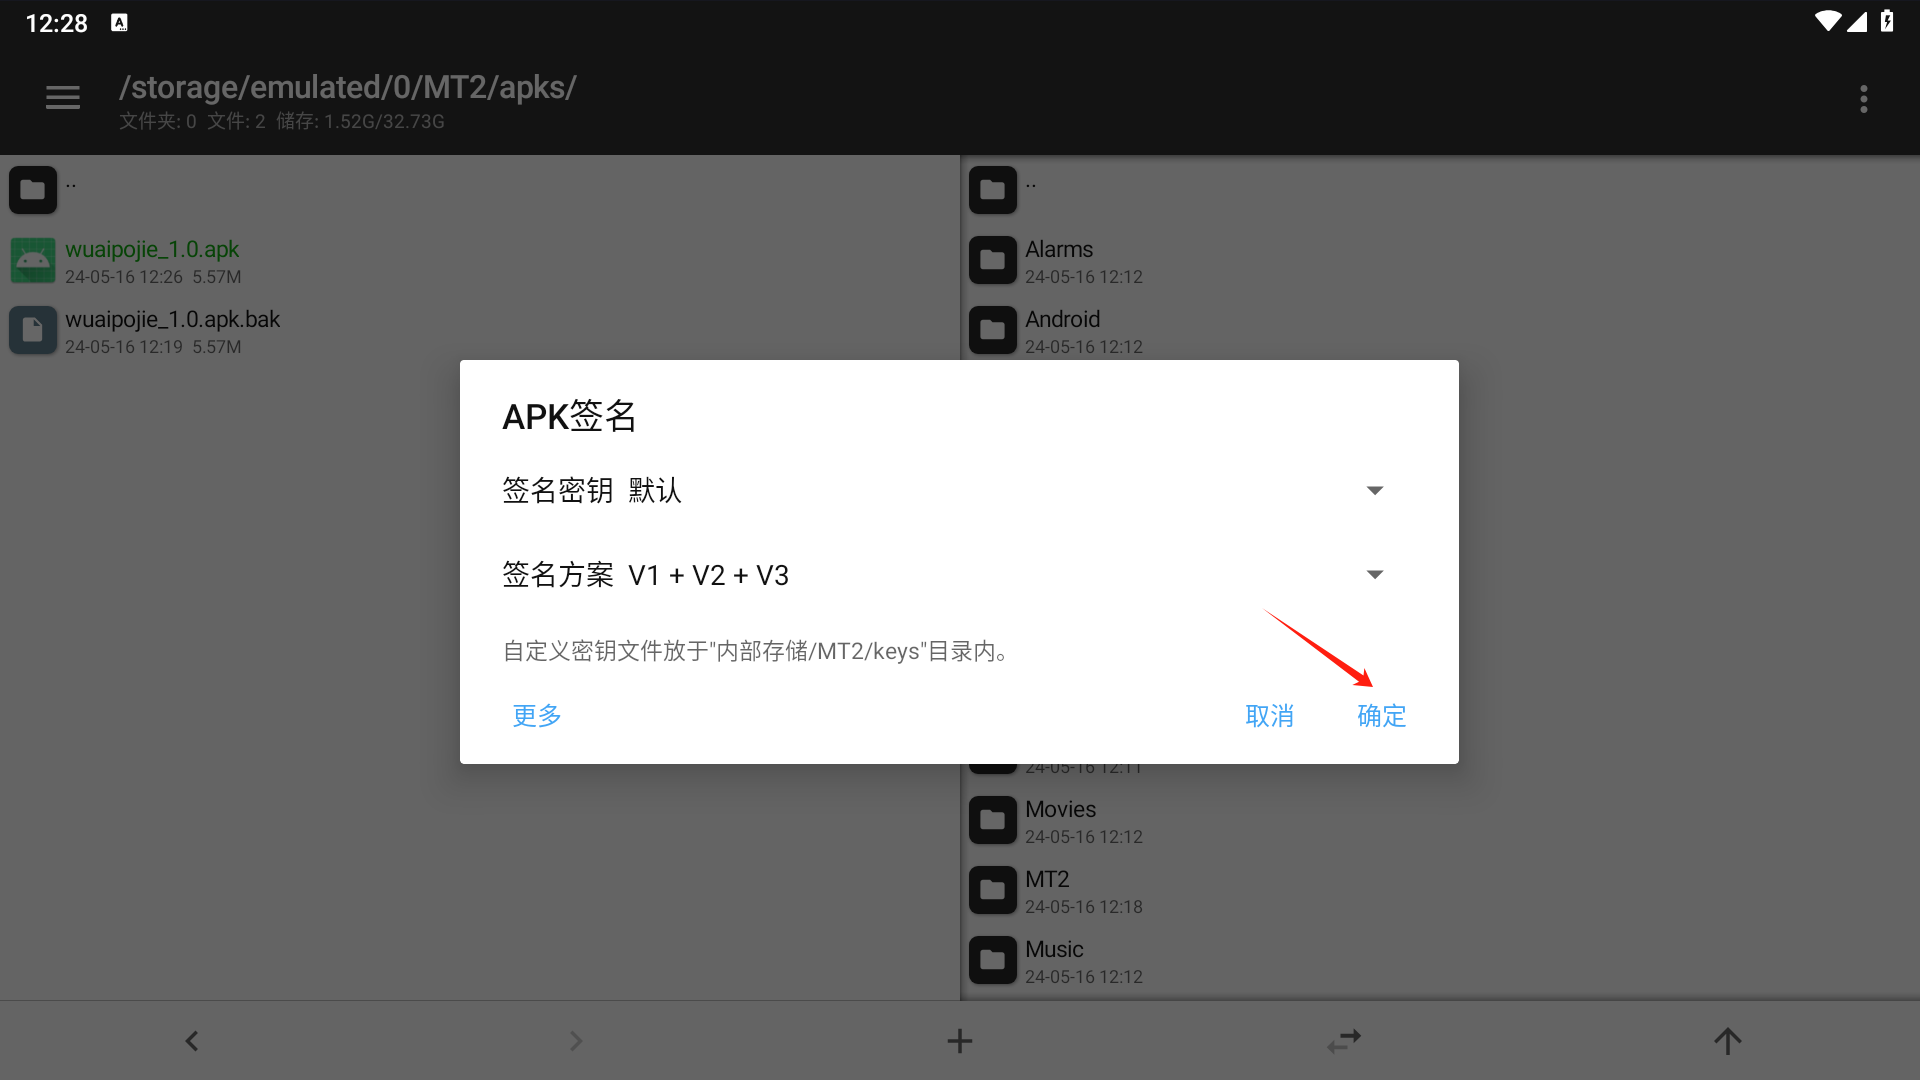 12:28
/storage/emulated/0/MT2/apks/
文件夹: 0 文件: 2 储存: 1.52G/32.73G
..
wuaipojie_1.0.apk
24-05-16 12:26 5.57M
wuaipojie_1.0.apk.bak
24-05-16 12:19 5.57M
..
Alarms
24-05-16 12:12
Android
24-05-16 12:12
APK签名
签名密钥 默认
签名方案 V1 + V2 + V3
自定义密钥文件放于"内部存储/MT2/keys"目录内。
更多 取消 确定
24-05-16 12:11
Movies
24-05-16 12:12
MT2
24-05-16 12:18
Music
24-05-16 12:12